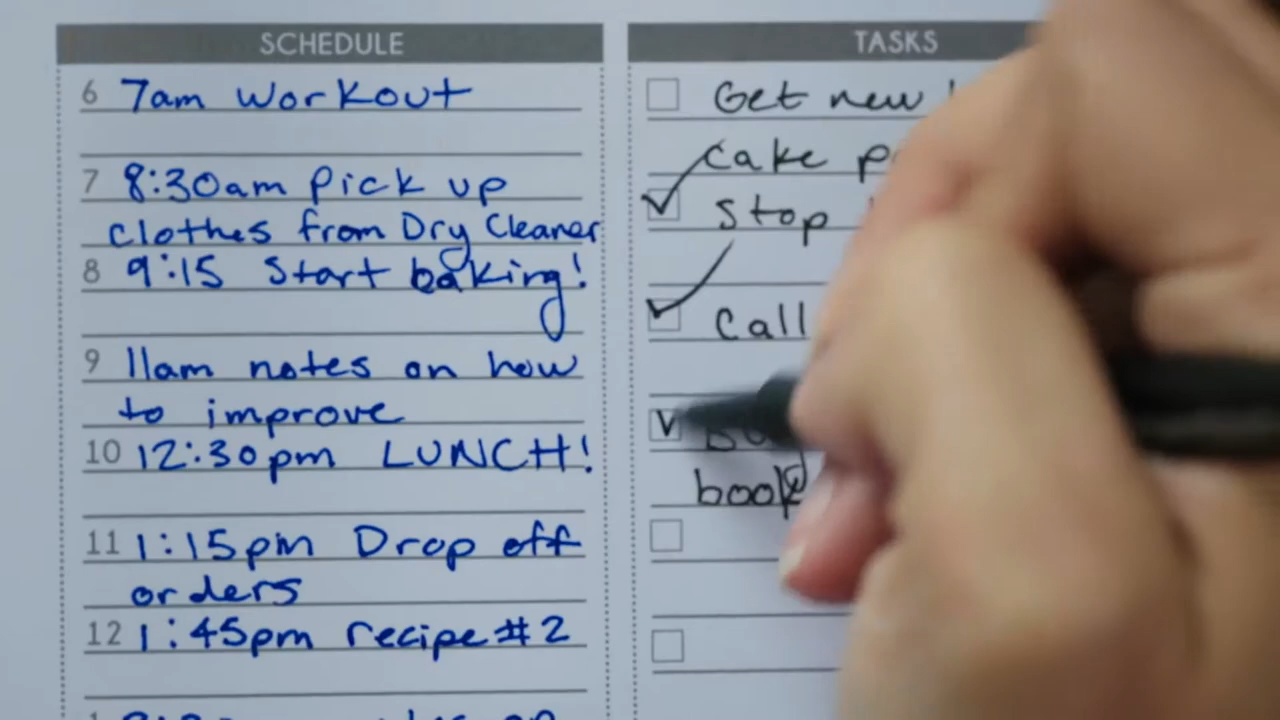 SCHEDULE
6 7am workout
7 8:30am Pick up
clothes from Dry Cleaner
8 9:15 Start baking!
9 11am notes on how
to improve
10 12:30pm LUNCH!
11 1:15pm Drop off
orders
12 1:45pm recipe #2
TASKS
Get new
Cake
Stop
Call
book